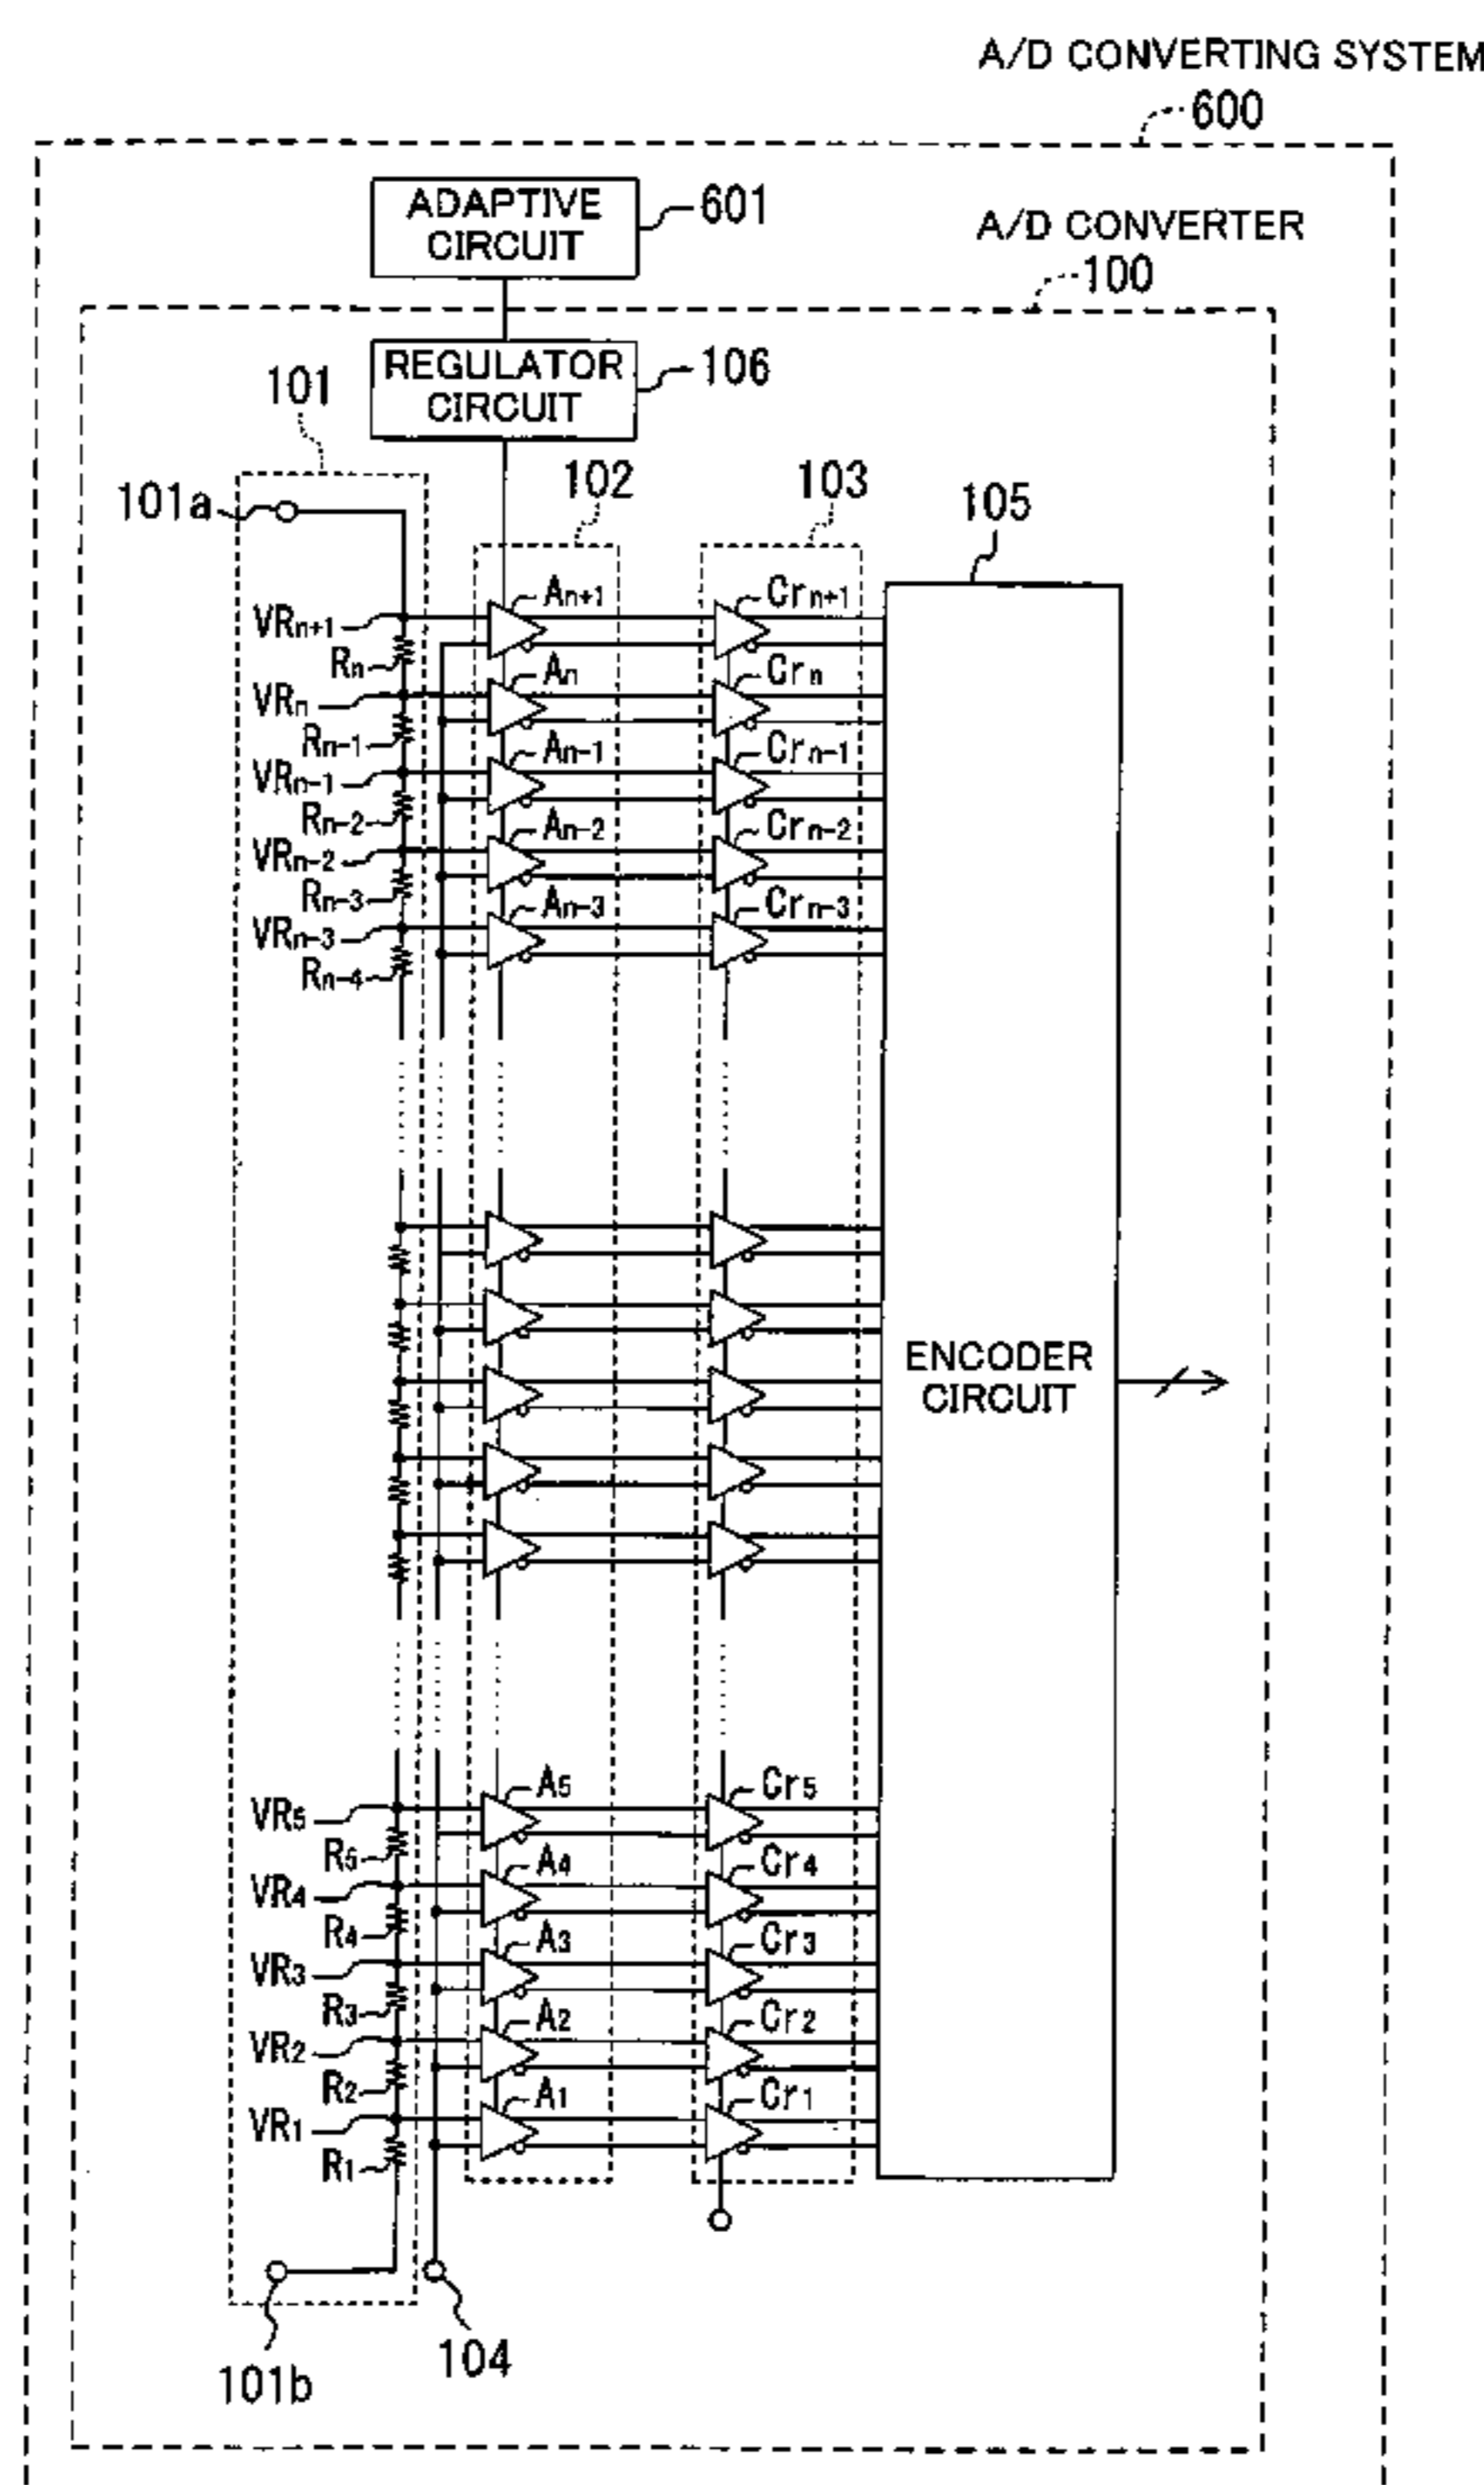 A/D CONVERTING SYSTEM
600
ADAPTIVE
CIRCUIT
601
A/D CONVERTER
100
REGULATOR
CIRCUIT
106
101
102
103
105
101a
An+1
Crn+1
VRn+1
Rn
An
Crn
VRn
Rn-1
An-1
Crn-1
VRn-1
Rn-2
An-2
Crn-2
VRn-2
Rn-3
An-3
Crn-3
VRn-3
Rn-4
ENCODER
CIRCUIT
A5
Cr5
VR5
R5
A4
Cr4
VR4
R4
A3
Cr3
VR3
R3
A2
Cr2
VR2
R2
A1
Cr1
VR1
R1
101b
104